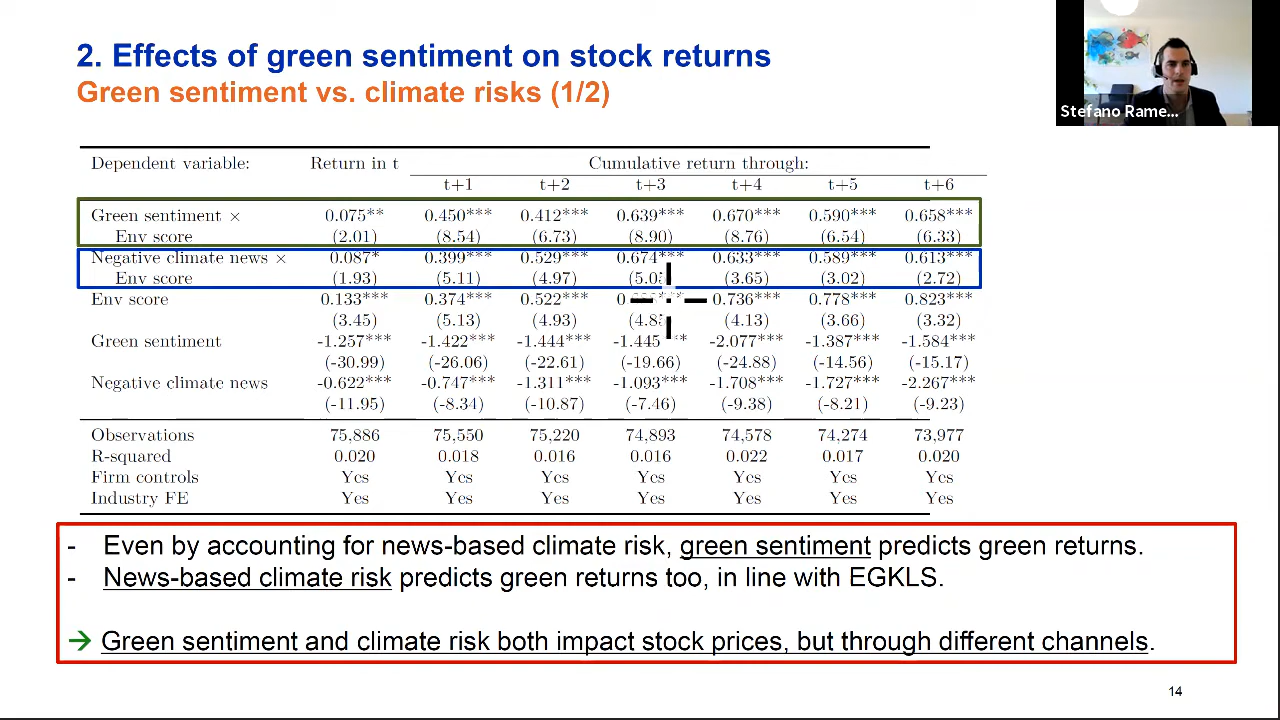 2. Effects of green sentiment on stock returns
Green sentiment vs. climate risks (1/2)
Stefano Rame...
Dependent variable: Return in t Cumulative return through:
t+1 t+2 t+3 t+4 t+5 t+6
Green sentiment × 0.075** 0.450*** 0.412*** 0.639*** 0.670*** 0.590*** 0.658***
Env score (2.01) (8.54) (6.73) (8.90) (8.76) (6.54) (6.33)
Negative climate news × 0.087* 0.399*** 0.529*** 0.674*** 0.633*** 0.589*** 0.613***
Env score (1.93) (5.11) (4.97) (3.65) (3.02) (2.72)
Env score 0.133*** 0.374*** 0.522*** 0.736*** 0.778*** 0.823***
(3.45) (5.13) (4.93) (4.13) (3.66) (3.32)
Green sentiment -1.257*** -1.422*** -1.444*** -1.445 -2.077*** -1.387*** -1.584***
(-30.99) (-26.06) (-22.61) (-19.66) (-24.88) (-14.56) (-15.17)
Negative climate news -0.622*** -0.747*** -1.311*** -1.093*** -1.708*** -1.727*** -2.267***
(-11.95) (-8.34) (-10.87) (-7.46) (-9.38) (-8.21) (-9.23)
Observations 75,886 75,550 75,220 74,893 74,578 74,274 73,977
R-squared 0.020 0.018 0.016 0.016 0.022 0.017 0.020
Firm controls Yes Yes Yes Yes Yes Yes Yes
Industry FE Yes Yes Yes Yes Yes Yes Yes
- Even by accounting for news-based climate risk, green sentiment predicts green returns.
- News-based climate risk predicts green returns too, in line with EGKLS.
→ Green sentiment and climate risk both impact stock prices, but through different channels.
14